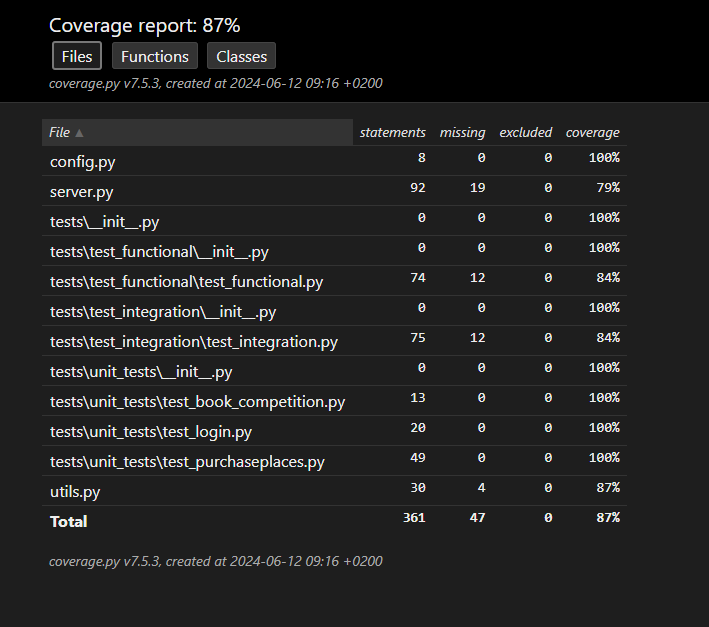 Coverage report: 87%
Files Functions Classes
coverage.py v7.5.3, created at 2024-06-12 09:16 +0200
File ▲ statements missing excluded coverage
config.py 8 0 0 100%
server.py 92 19 0 79%
tests\__init__.py 0 0 0 100%
tests\test_functional\__init__.py 0 0 0 100%
tests\test_functional\test_functional.py 74 12 0 84%
tests\test_integration\__init__.py 0 0 0 100%
tests\test_integration\test_integration.py 75 12 0 84%
tests\unit_tests\__init__.py 0 0 0 100%
tests\unit_tests\test_book_competition.py 13 0 0 100%
tests\unit_tests\test_login.py 20 0 0 100%
tests\unit_tests\test_purchaseplaces.py 49 0 0 100%
utils.py 30 4 0 87%
Total 361 47 0 87%
coverage.py v7.5.3, created at 2024-06-12 09:16 +0200